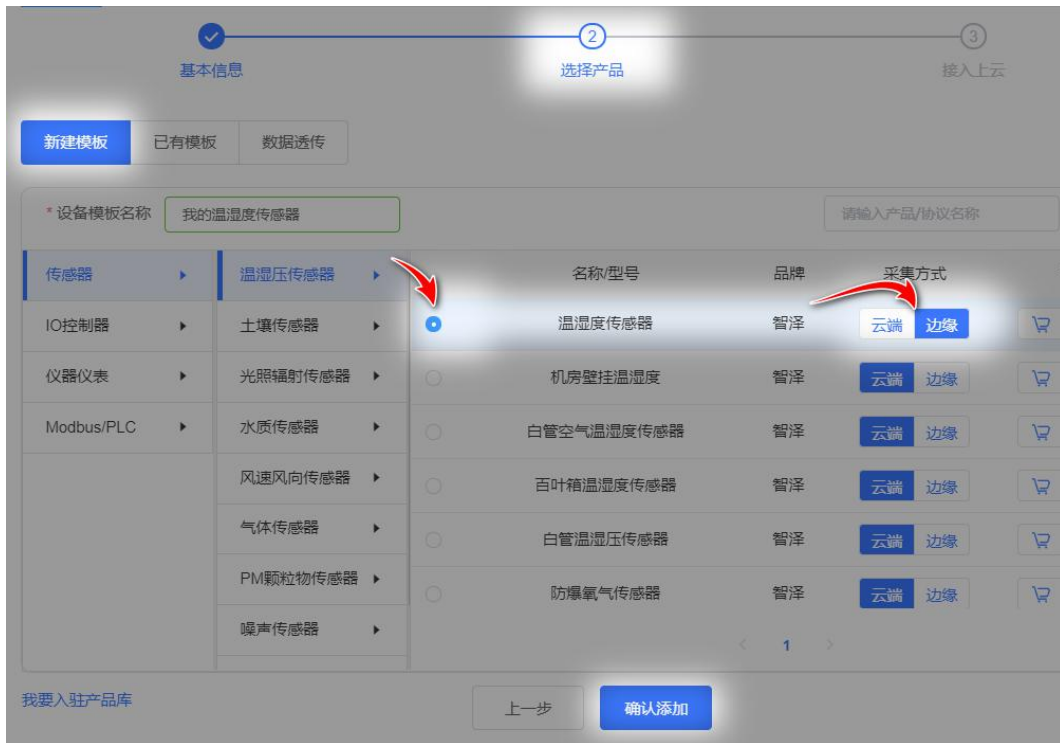 2
3
基本信息
选择产品
接入上云
新建模板 已有模板 数据透传
* 设备模板名称 我的温湿度传感器 请输入产品/协议名称
传感器 温湿压传感器 名称/型号 品牌 采集方式
IO控制器 土壤传感器 温湿度传感器 智泽 云端 边缘
仪器仪表 光照辐射传感器 机房壁挂温湿度 智泽 云端 边缘
Modbus/PLC 水质传感器 白管空气温湿度传感器 智泽 云端 边缘
风速风向传感器 百叶箱温湿度传感器 智泽 云端 边缘
气体传感器 白管温湿压传感器 智泽 云端 边缘
PM颗粒物传感器 防爆氧气传感器 智泽 云端 边缘
噪声传感器
< 1 >
我要入驻产品库 上一步 确认添加